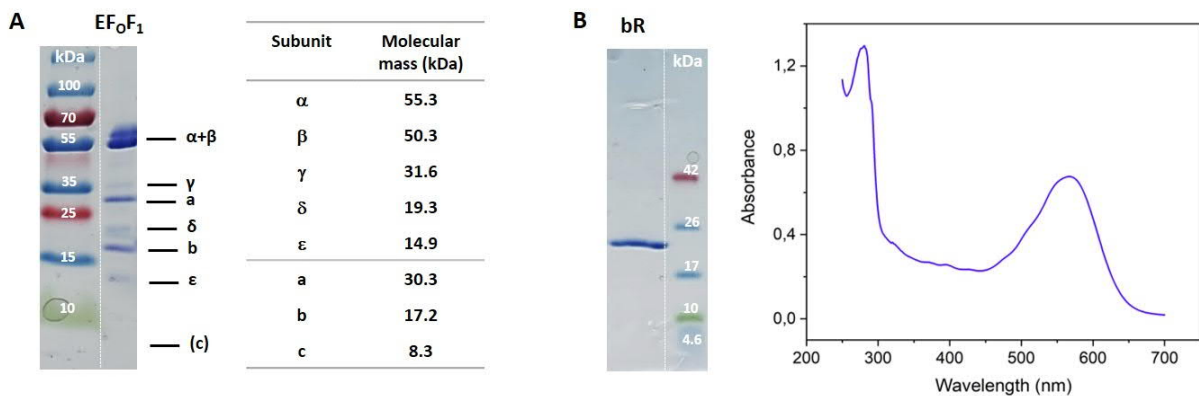 A
EFOF1
kDa
100
70
55
35
25
15
10
α+β
γ
a
δ
b
ε
(c)
Subunit Molecular mass (kDa)
α 55.3
β 50.3
γ 31.6
δ 19.3
ε 14.9
a 30.3
b 17.2
c 8.3
B
bR
kDa
42
26
17
10
4.6
Absorbance
1,2
0,8
0,4
0,0
200 300 400 500 600 700
Wavelength (nm)